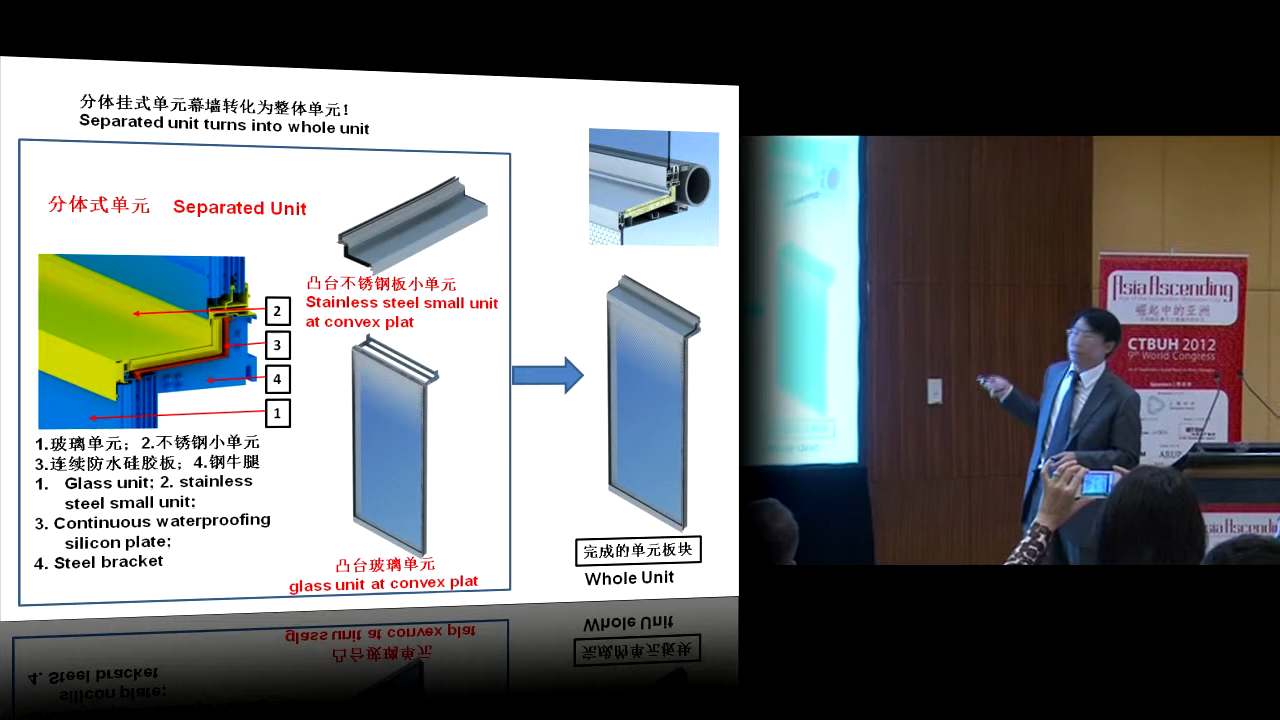 分体挂式单元幕墙转化为整体单元！
Separated unit turns into whole unit
分体式单元 Separated Unit
凸台不锈钢板小单元
Stainless steel small unit
at convex plat
2
3
4
1
1.玻璃单元；2.不锈钢小单元
3.连续防水硅胶板；4.钢牛腿
1. Glass unit; 2. stainless
steel small unit;
3. Continuous waterproofing
silicon plate;
4. Steel bracket
凸台玻璃单元
glass unit at convex plat
完成的单元板块
Whole Unit
Asia Ascending
崛起中的亚洲
CTBUH 2012
9th World Congress
Asia Ascending